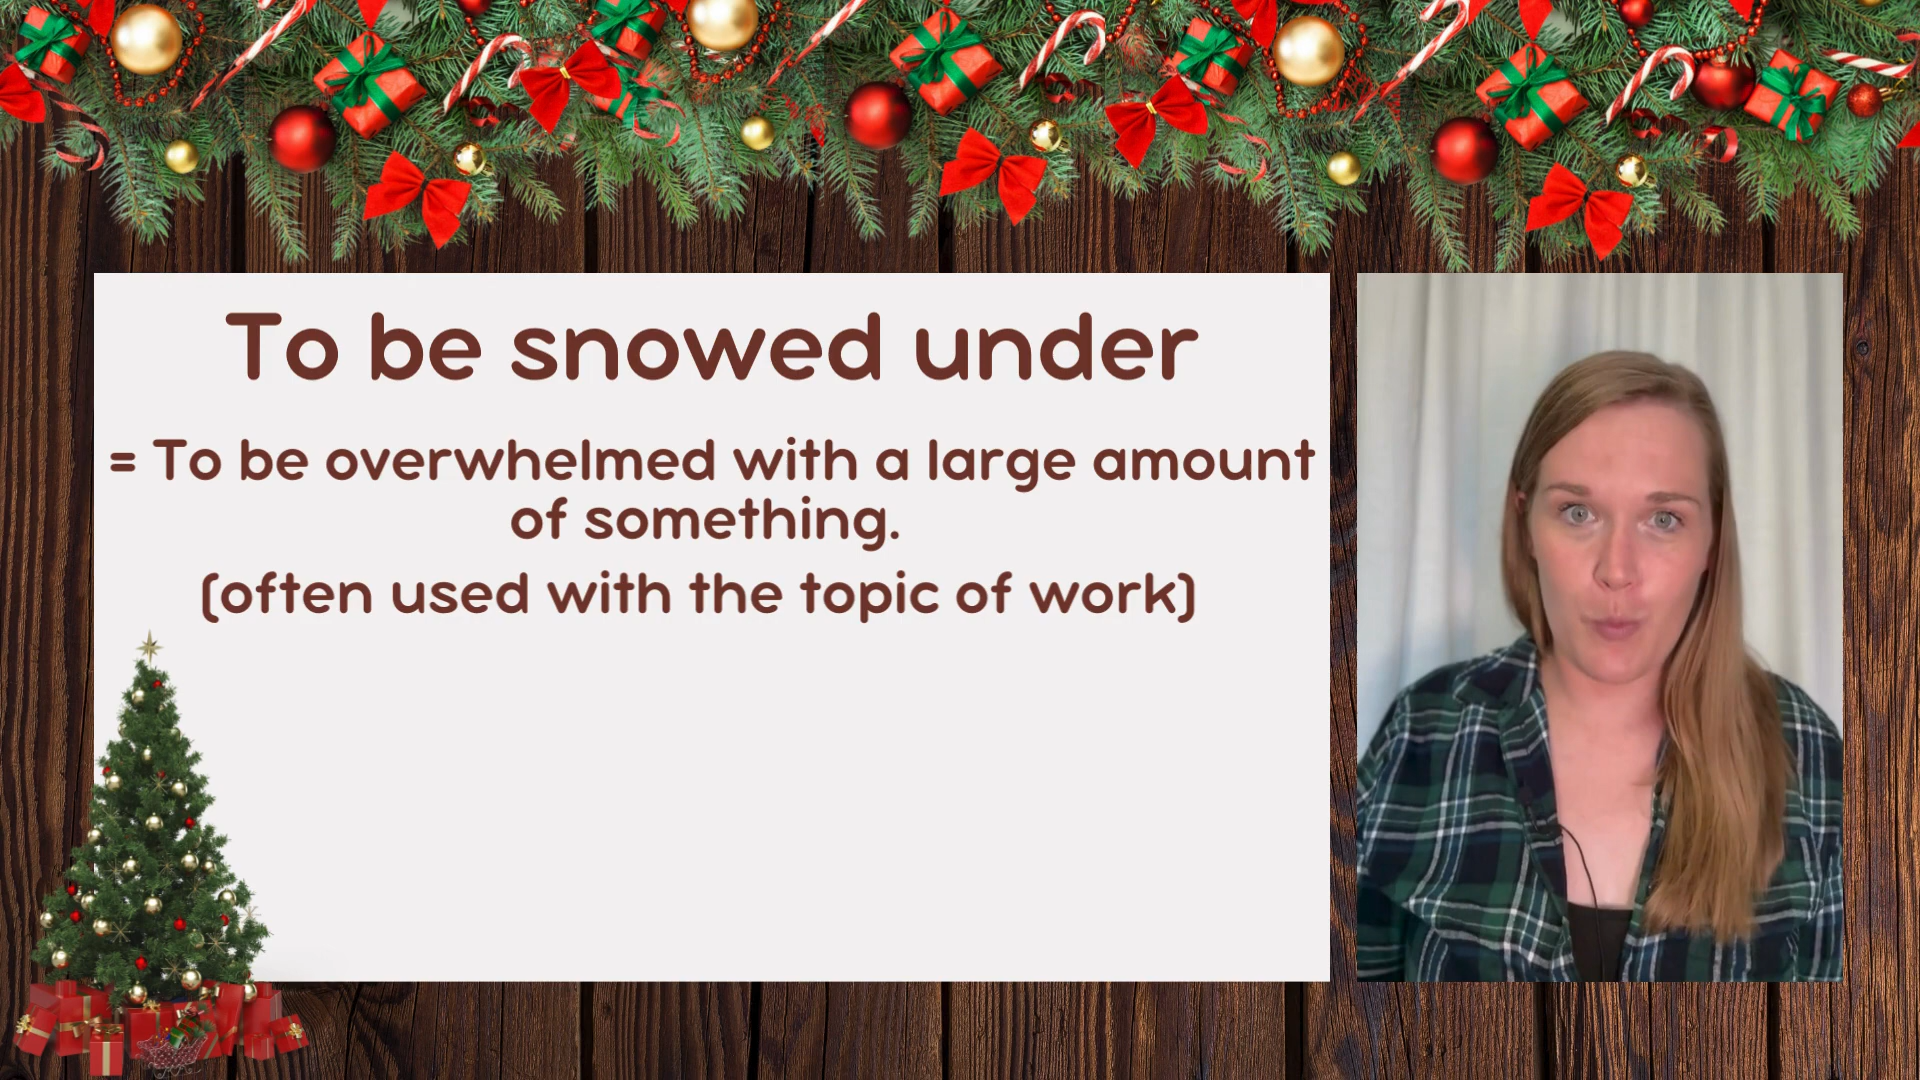 To be snowed under
= To be overwhelmed with a large amount
of something.
(often used with the topic of work)